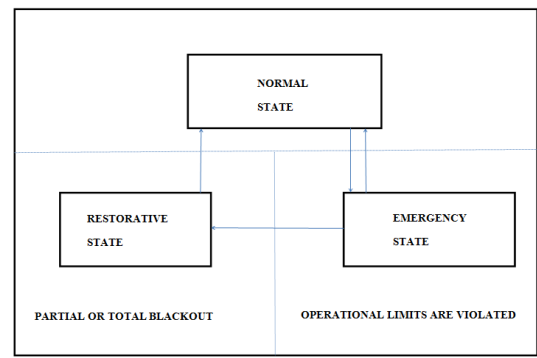 NORMAL
STATE
RESTORATIVE
STATE
EMERGENCY
STATE
PARTIAL OR TOTAL BLACKOUT
OPERATIONAL LIMITS ARE VIOLATED